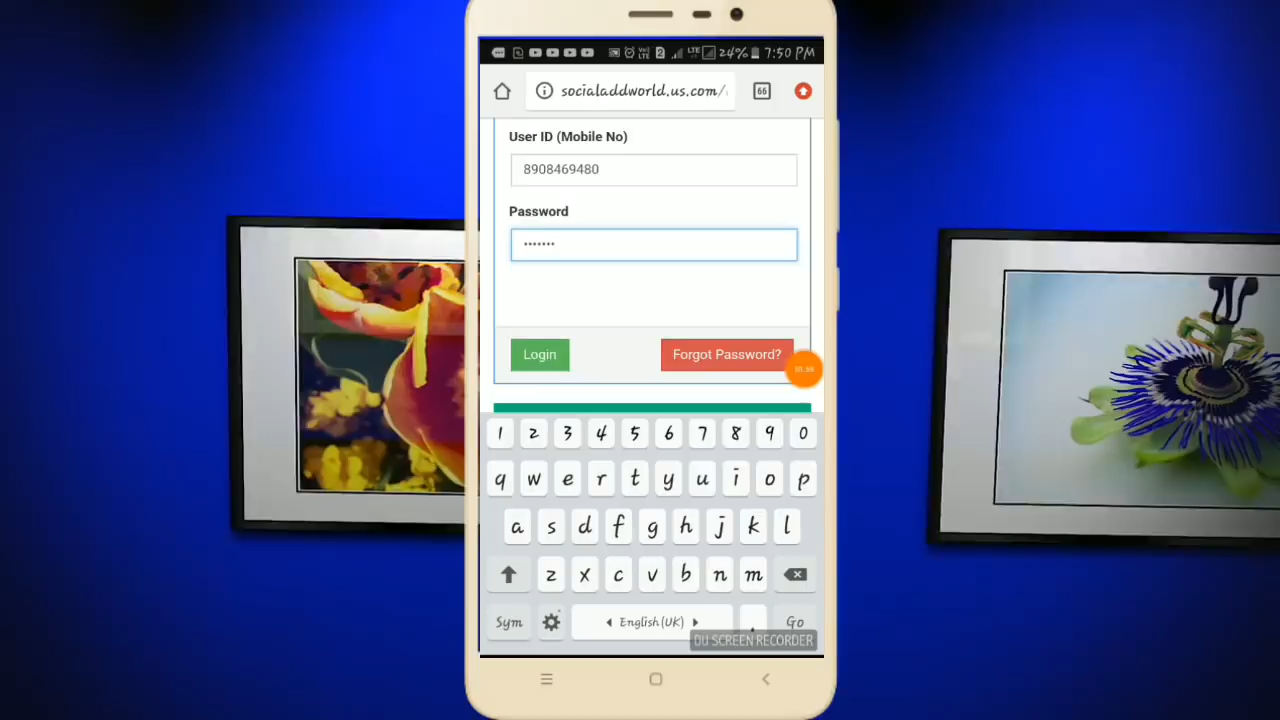 LTE 24% 7:50 PM
socialaddworld.us.com/
66
User ID (Mobile No)
8908469480
Password
•••••••
Login
Forgot Password?
1 2 3 4 5 6 7 8 9 0
q w e r t y u i o p
a s d f g h j k l
z x c v b n m
Sym English(UK) . Go
DU SCREEN RECORDER